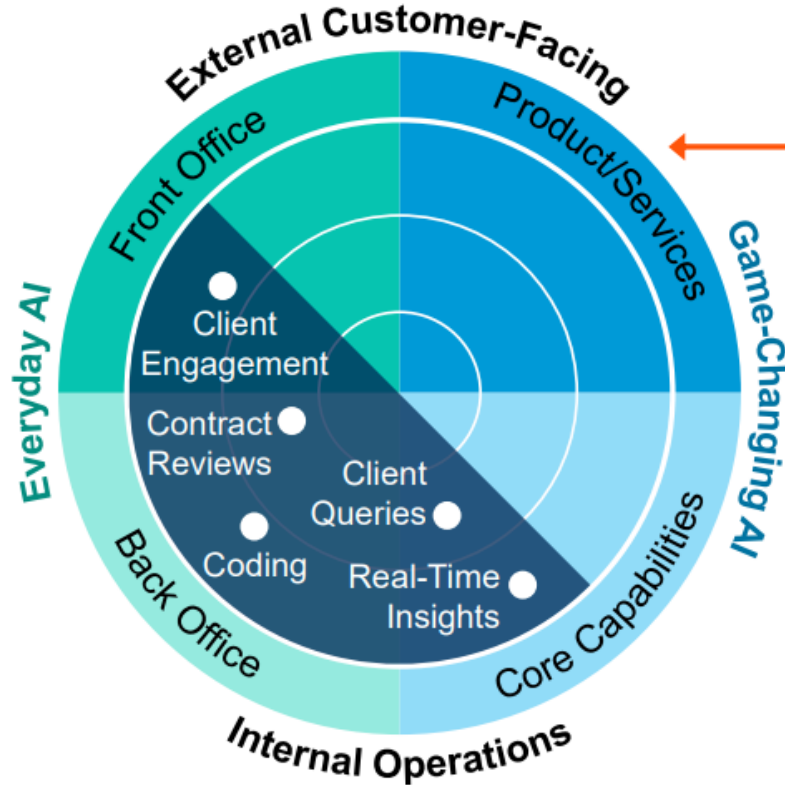 External Customer-Facing
Front Office
Product/Services
Everyday AI
Game-Changing AI
Client
Engagement
Contract
Reviews
Client
Queries
Coding
Real-Time
Insights
Back Office
Core Capabilities
Internal Operations